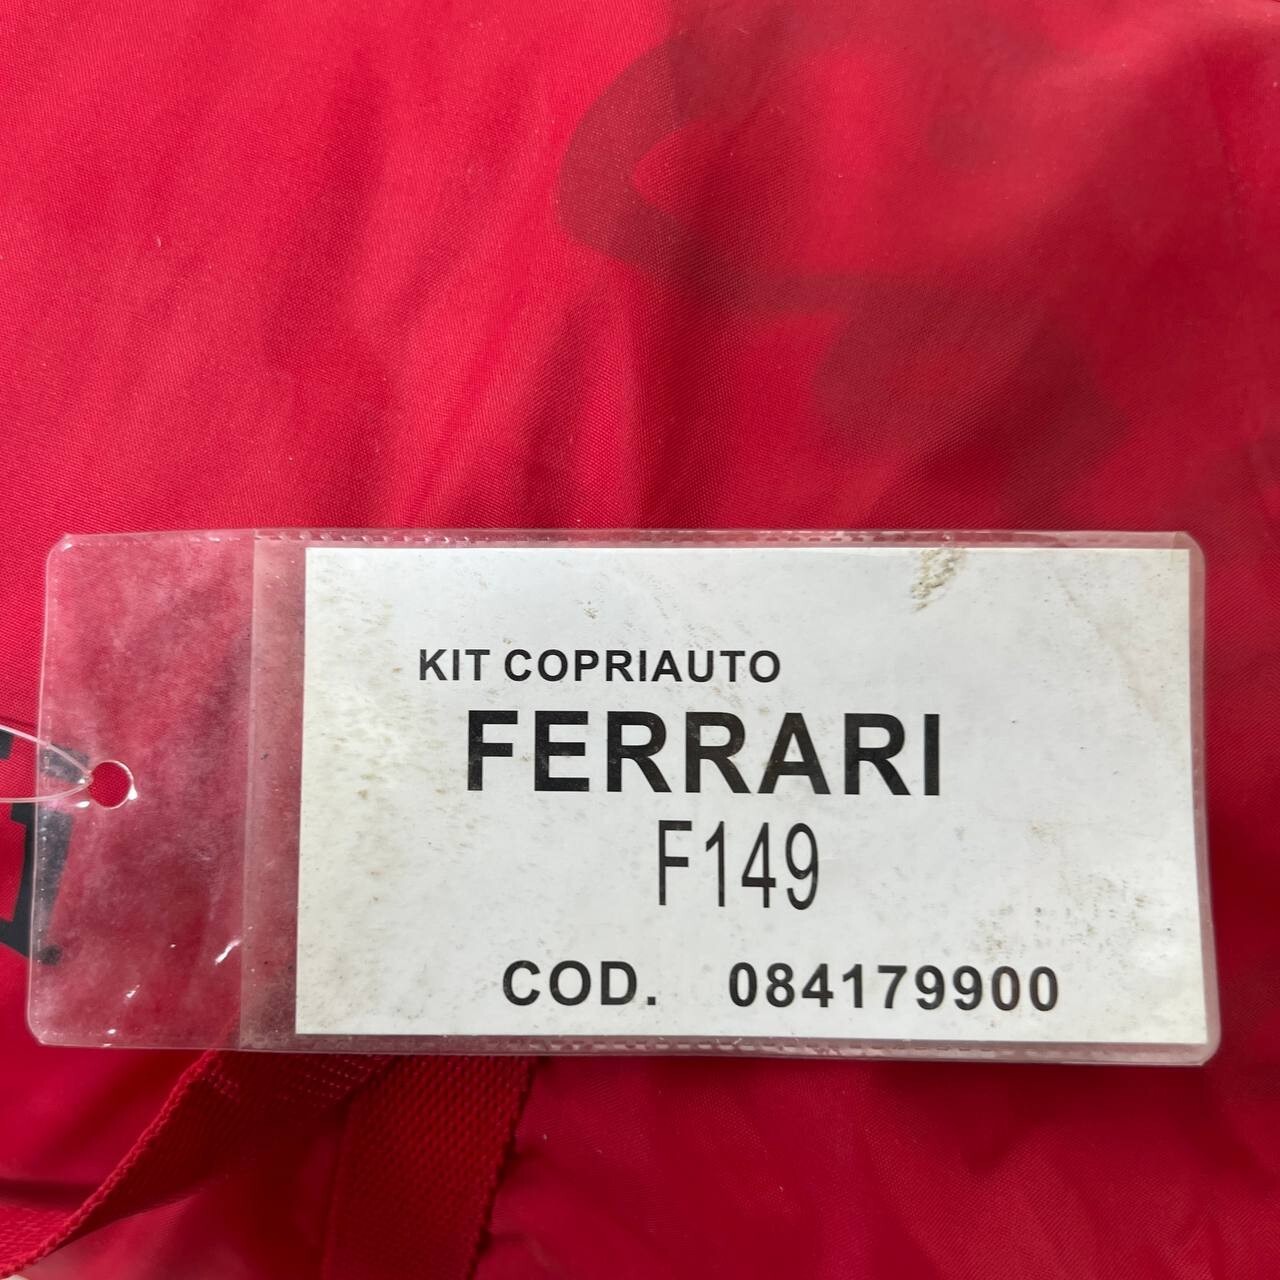 KIT COPRIAUTO
FERRARI
F149
COD. 084179900